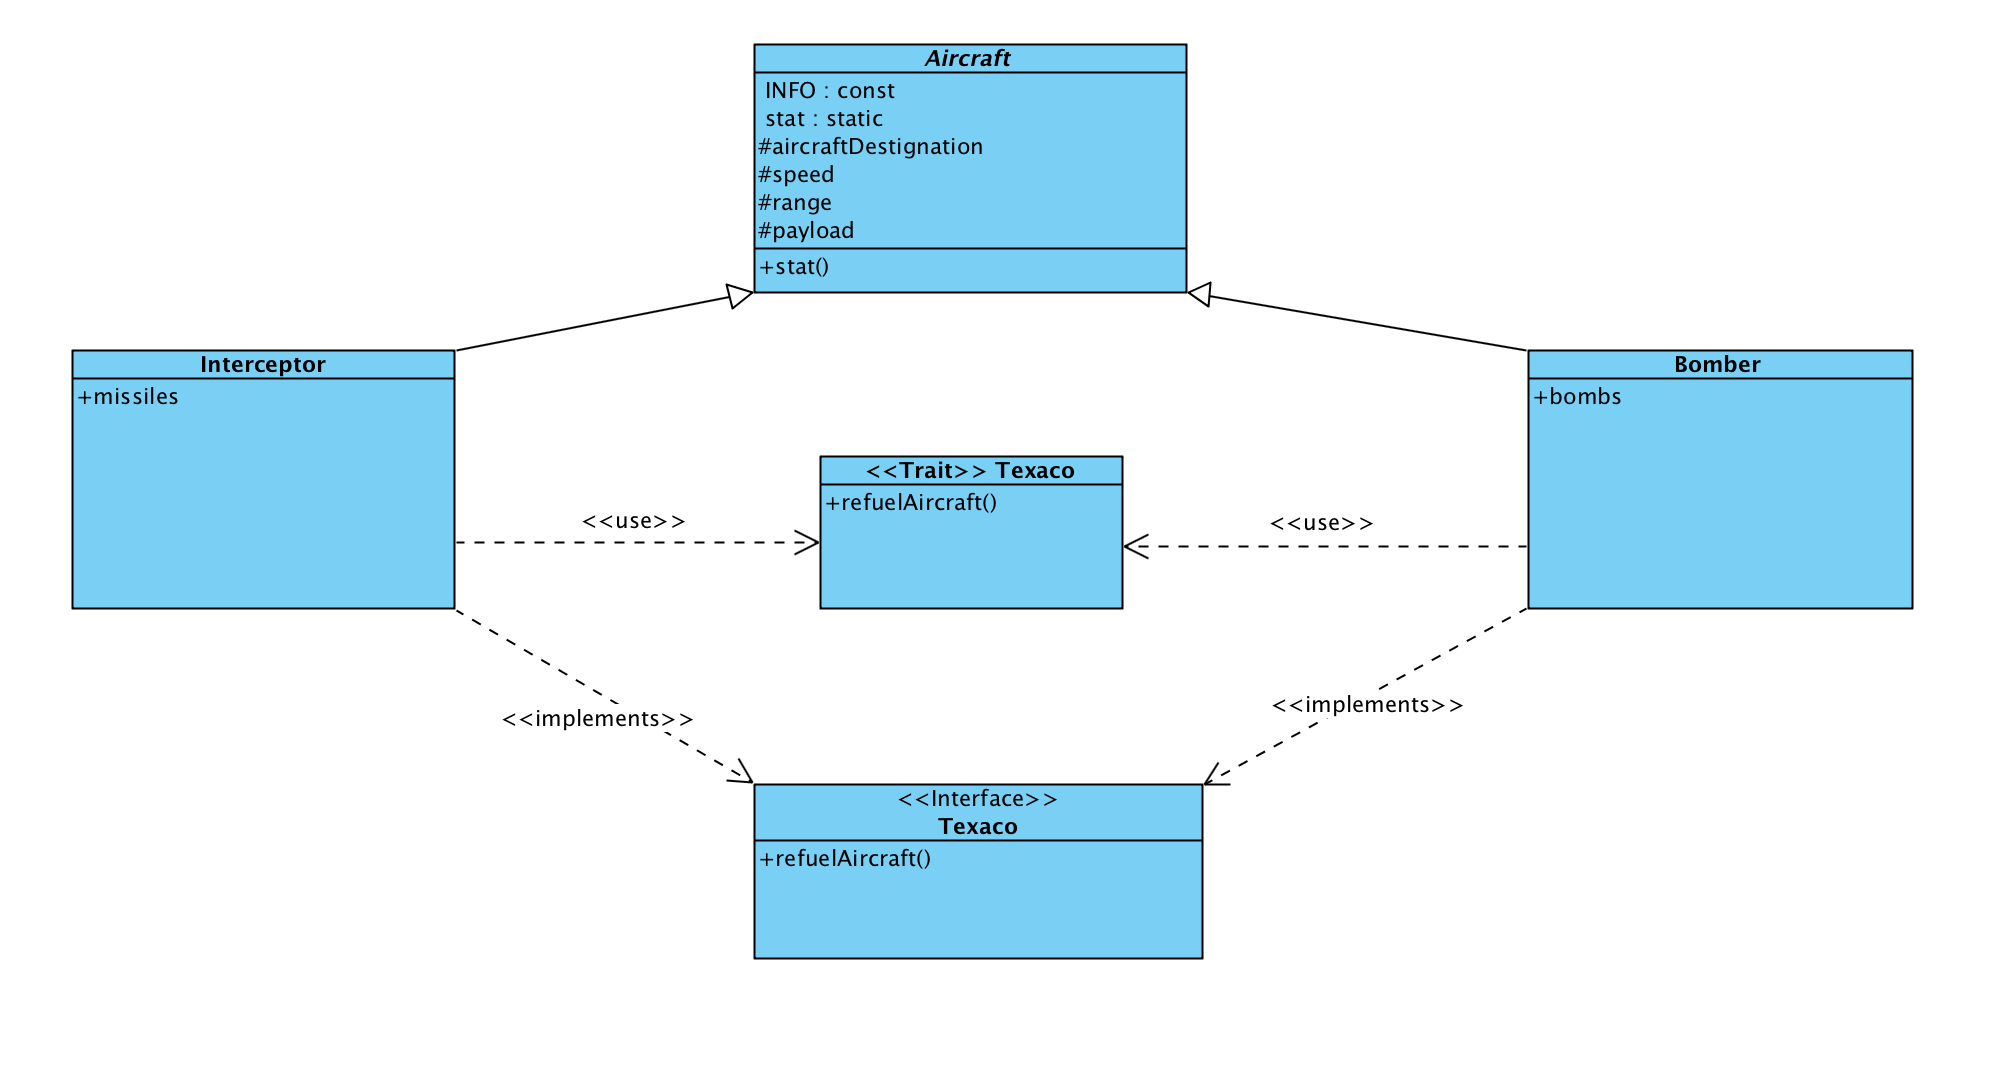 Aircraft
INFO : const
stat : static
#aircraftDestignation
#speed
#range
#payload
+stat()
Interceptor
+missiles
Bomber
+bombs
<<Trait>> Texaco
+refuelAircraft()
<<use>>
<<use>>
<<implements>>
<<implements>>
<<Interface>>
Texaco
+refuelAircraft()